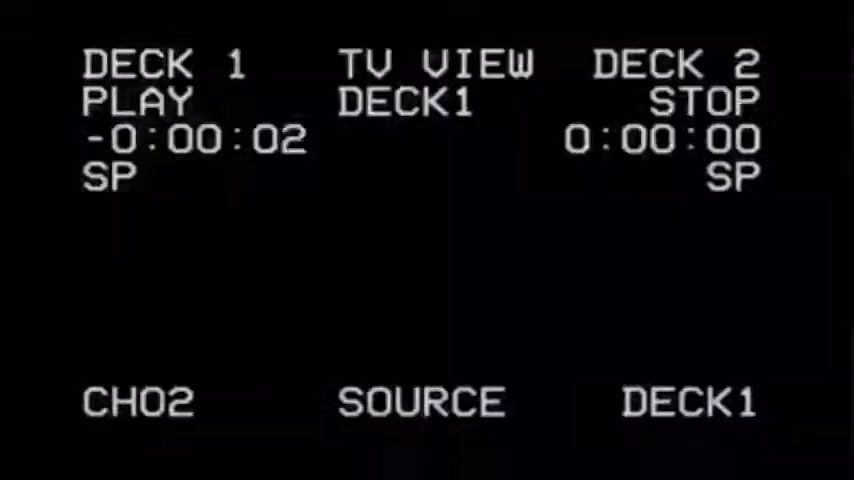 DECK 1 TV VIEW DECK 2
PLAY DECK1 STOP
-0:00:02 0:00:00
SP SP
CH02 SOURCE DECK1